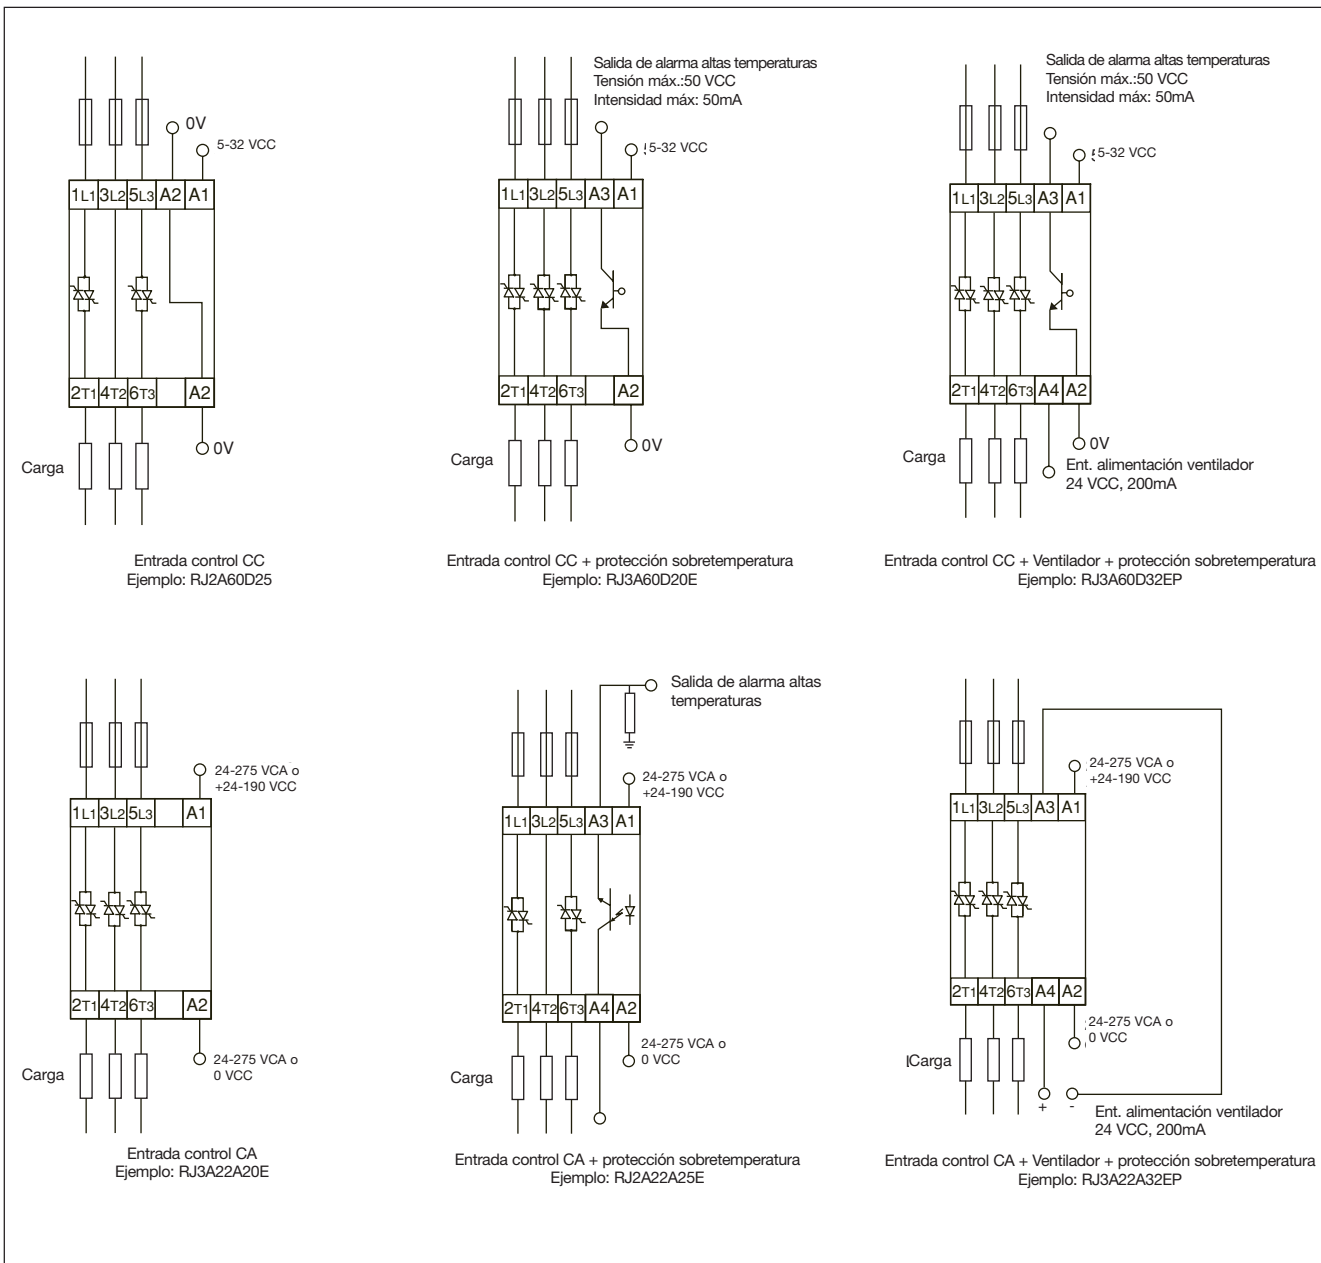 0V
5-32 VCC
1L1 3L2 5L3 A2 A1
2T1 4T2 6T3 A2
0V
Carga
Entrada control CC
Ejemplo: RJ2A60D25
Salida de alarma altas temperaturas
Tensión máx.:50 VCC
Intensidad máx: 50mA
5-32 VCC
1L1 3L2 5L3 A3 A1
2T1 4T2 6T3 A2
0V
Carga
Entrada control CC + protección sobretemperatura
Ejemplo: RJ3A60D20E
Salida de alarma altas temperaturas
Tensión máx.:50 VCC
Intensidad máx: 50mA
5-32 VCC
1L1 3L2 5L3 A3 A1
2T1 4T2 6T3 A4 A2
0V
Carga
Ent. alimentación ventilador
24 VCC, 200mA
Entrada control CC + Ventilador + protección sobretemperatura
Ejemplo: RJ3A60D32EP
24-275 VCA o
+24-190 VCC
1L1 3L2 5L3 A1
2T1 4T2 6T3 A2
24-275 VCA o
0 VCC
Carga
Entrada control CA
Ejemplo: RJ3A22A20E
Salida de alarma altas
temperaturas
24-275 VCA o
+24-190 VCC
1L1 3L2 5L3 A3 A1
2T1 4T2 6T3 A4 A2
24-275 VCA o
0 VCC
Carga
Entrada control CA + protección sobretemperatura
Ejemplo: RJ2A22A25E
24-275 VCA o
+24-190 VCC
1L1 3L2 5L3 A3 A1
2T1 4T2 6T3 A4 A2
24-275 VCA o
0 VCC
Carga
+ -
Ent. alimentación ventilador
24 VCC, 200mA
Entrada control CA + Ventilador + protección sobretemperatura
Ejemplo: RJ3A22A32EP